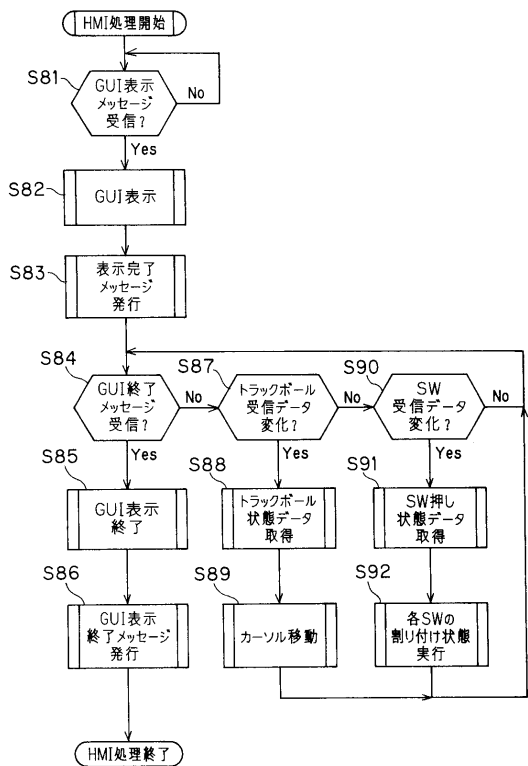 HMI処理開始
S81
GUI表示
メッセージ
受信?
No
Yes
S82
GUI表示
S83
表示完了
メッセージ
発行
S84
GUI終了
メッセージ
受信?
No
Yes
S87
トラックボール
受信データ
変化?
No
Yes
S90
SW
受信データ
変化?
No
Yes
S85
GUI表示
終了
S88
トラックボール
状態データ
取得
S91
SW押し
状態データ
取得
S86
GUI表示
終了メッセージ
発行
S89
カーソル移動
S92
各SWの
割り付け状態
実行
HMI処理終了